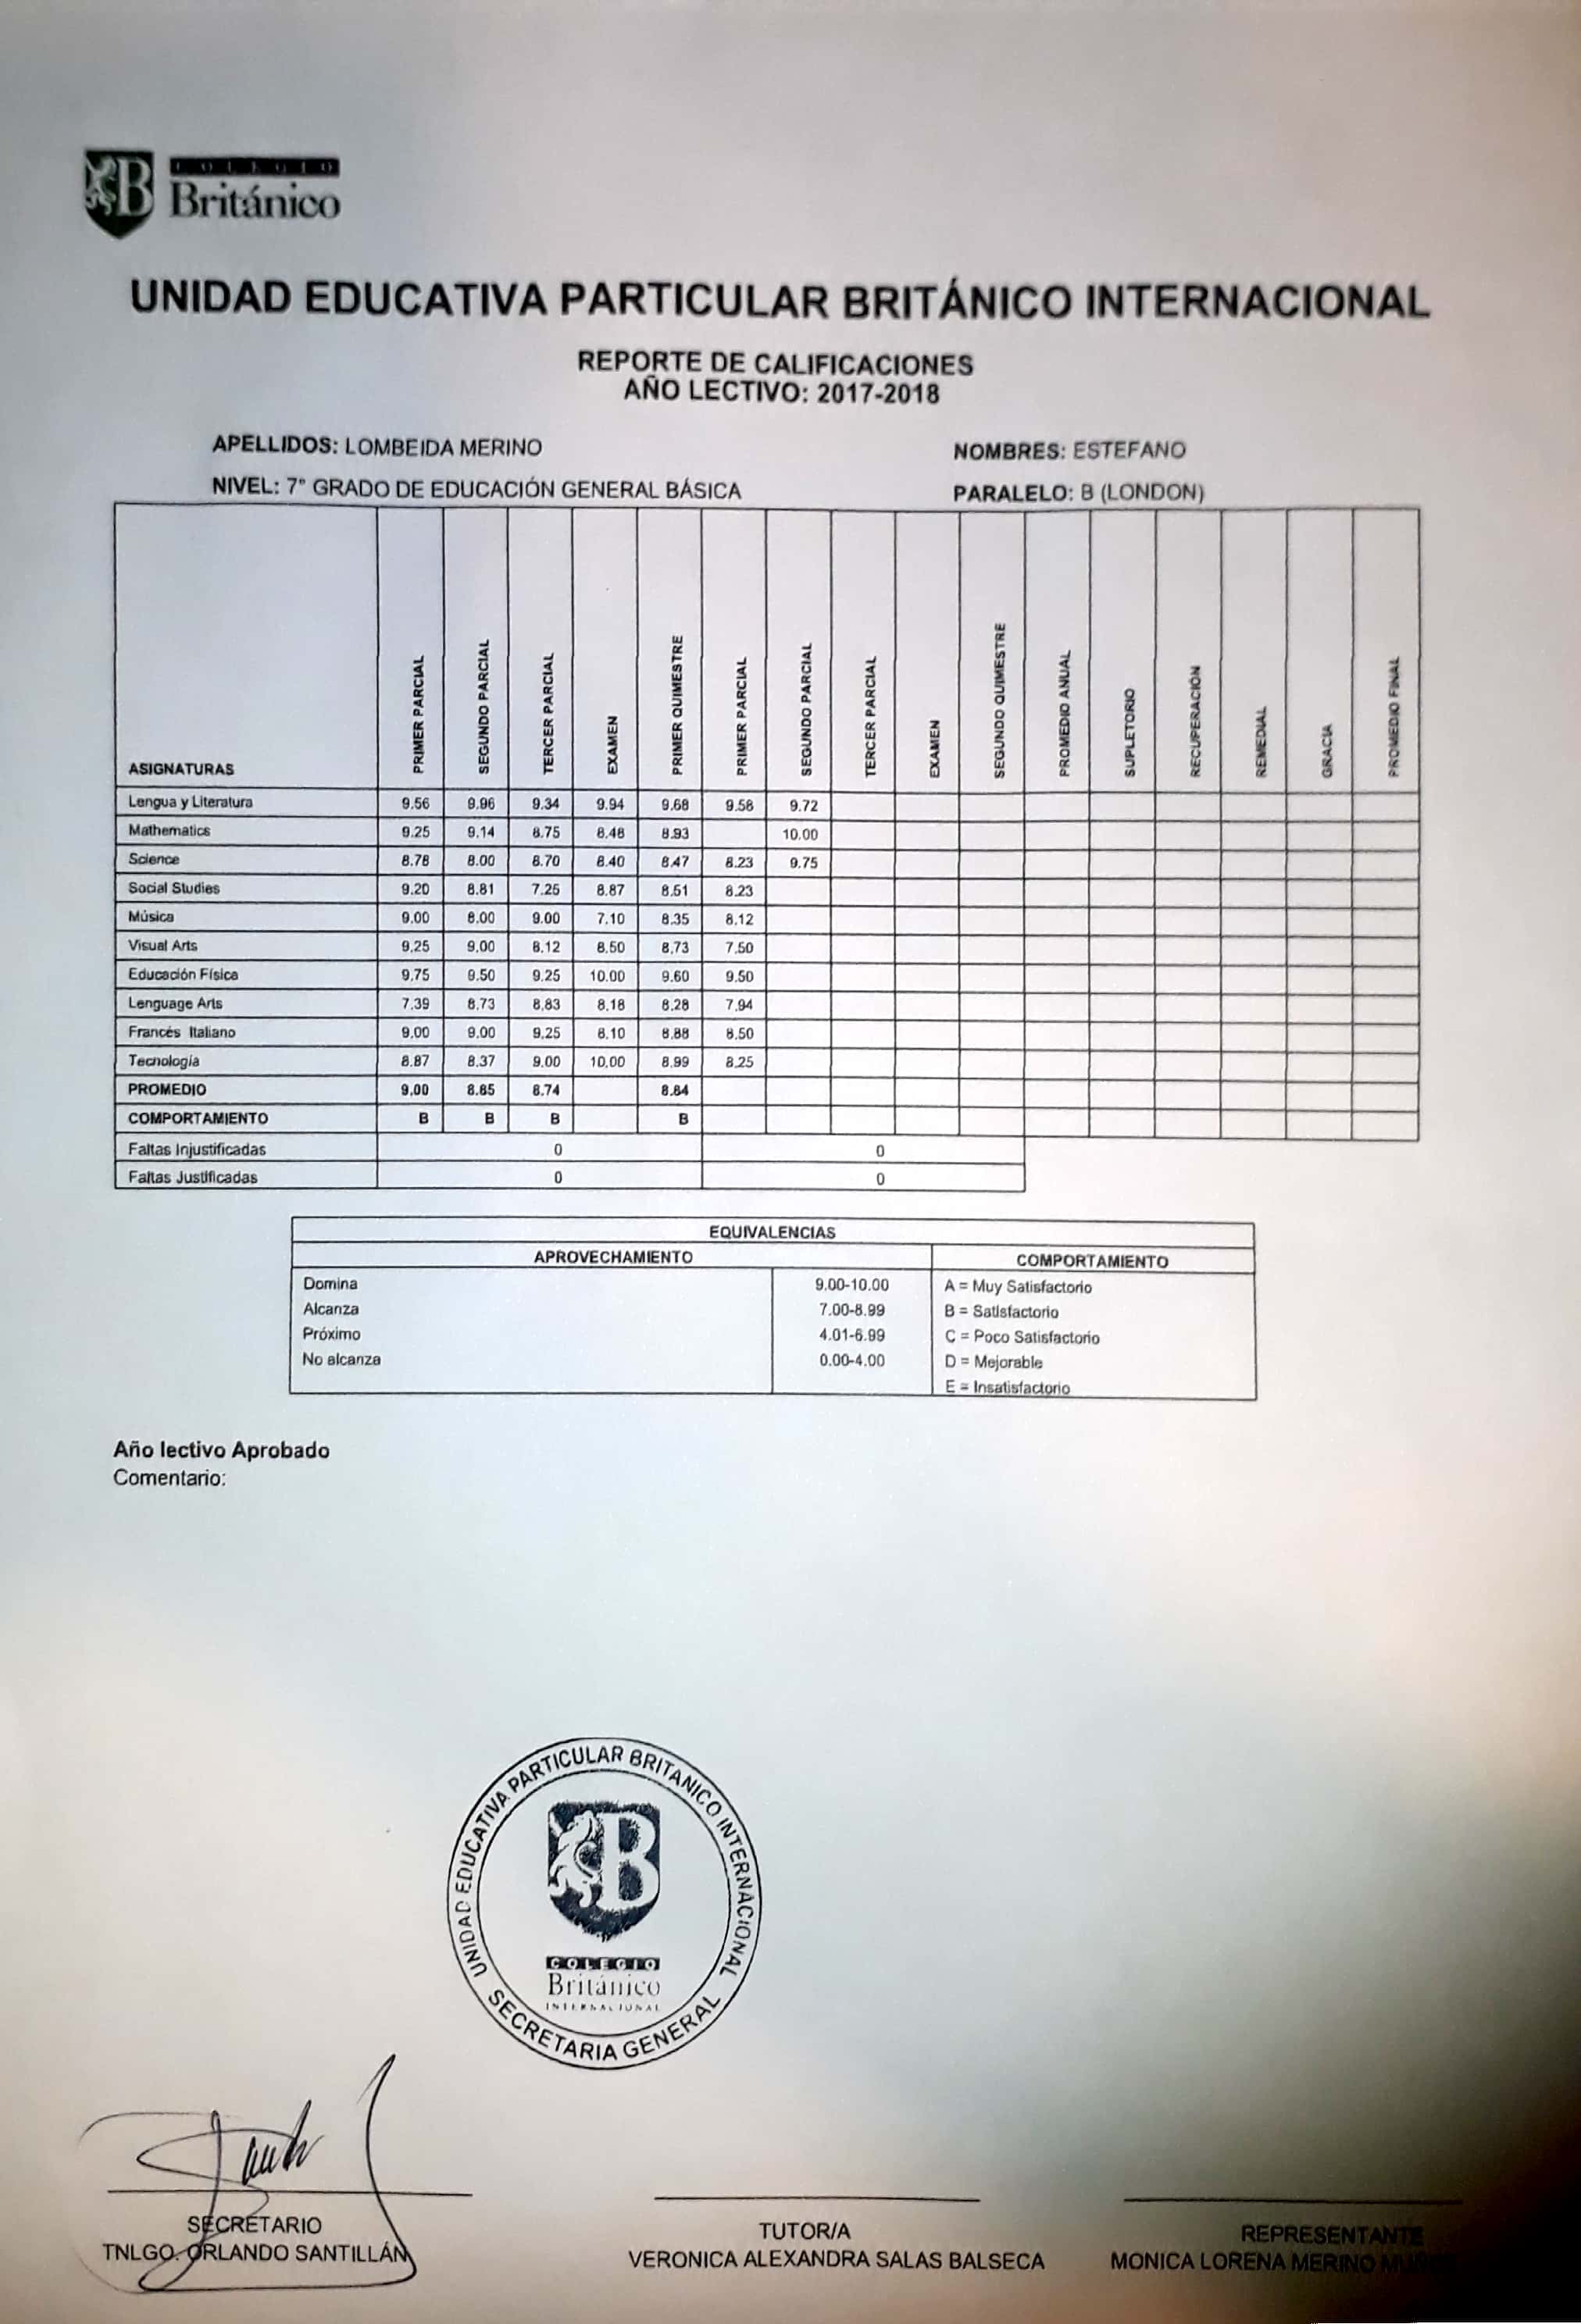 COLEGIO
Británico
UNIDAD EDUCATIVA PARTICULAR BRITÁNICO INTERNACIONAL
REPORTE DE CALIFICACIONES
AÑO LECTIVO: 2017-2018
APELLIDOS: LOMBEIDA MERINO NOMBRES: ESTEFANO
NIVEL: 7° GRADO DE EDUCACIÓN GENERAL BÁSICA PARALELO: B (LONDON)
ASIGNATURAS PRIMER PARCIAL SEGUNDO PARCIAL TERCER PARCIAL EXAMEN PRIMER QUIMESTRE PRIMER PARCIAL SEGUNDO PARCIAL TERCER PARCIAL EXAMEN SEGUNDO QUIMESTRE PROMEDIO ANUAL SUPLETORIO RECUPERACIÓN REMEDIAL GRACIA PROMEDIO FINAL
Lengua y Literatura 9.56 9.96 9.34 9.94 9.68 9.58 9.72
Mathematics 9.25 9.14 8.75 8.48 8.93 10.00
Science 8.78 8.00 8.70 8.40 8.47 8.23 9.75
Social Studies 9.20 8.81 7.25 8.87 8.51 8.23
Música 9.00 8.00 9.00 7.10 8.35 8.12
Visual Arts 9.25 9.00 8.12 8.50 8.73 7.50
Educación Física 9.75 9.50 9.25 10.00 9.60 9.50
Lenguage Arts 7.39 8.73 8.83 8.18 8.28 7.94
Francés Italiano 9.00 9.00 9.25 8.10 8.88 8.50
Tecnología 8.87 8.37 9.00 10.00 8.99 8.25
PROMEDIO 9.00 8.85 8.74 8.84
COMPORTAMIENTO B B B B
Faltas Injustificadas 0 0
Faltas Justificadas 0 0
EQUIVALENCIAS
APROVECHAMIENTO COMPORTAMIENTO
Domina 9.00-10.00 A = Muy Satisfactorio
Alcanza 7.00-8.99 B = Satisfactorio
Próximo 4.01-6.99 C = Poco Satisfactorio
No alcanza 0.00-4.00 D = Mejorable
E = Insatisfactorio
Año lectivo Aprobado
Comentario:
UNIDAD EDUCATIVA PARTICULAR BRITANICO INTERNACIONAL
COLEGIO
Británico
INTERNACIONAL
SECRETARIA GENERAL
SECRETARIO TUTOR/A REPRESENTANTE
TNLGO. ORLANDO SANTILLÁN VERONICA ALEXANDRA SALAS BALSECA MONICA LORENA MERINO